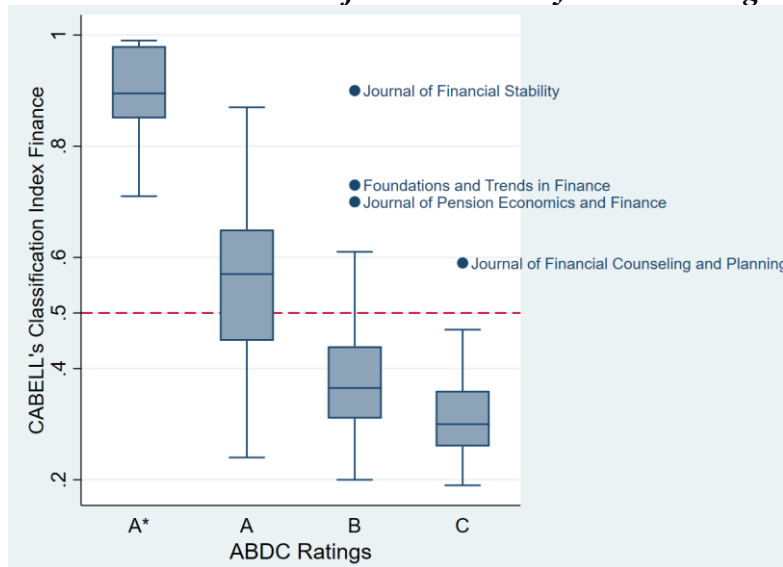 1
Journal of Financial Stability
.8
Foundations and Trends in Finance
Journal of Pension Economics and Finance
.6
Journal of Financial Counseling and Planning
.5
.4
.2
CABELL's Classification Index Finance
A* A B C
ABDC Ratings